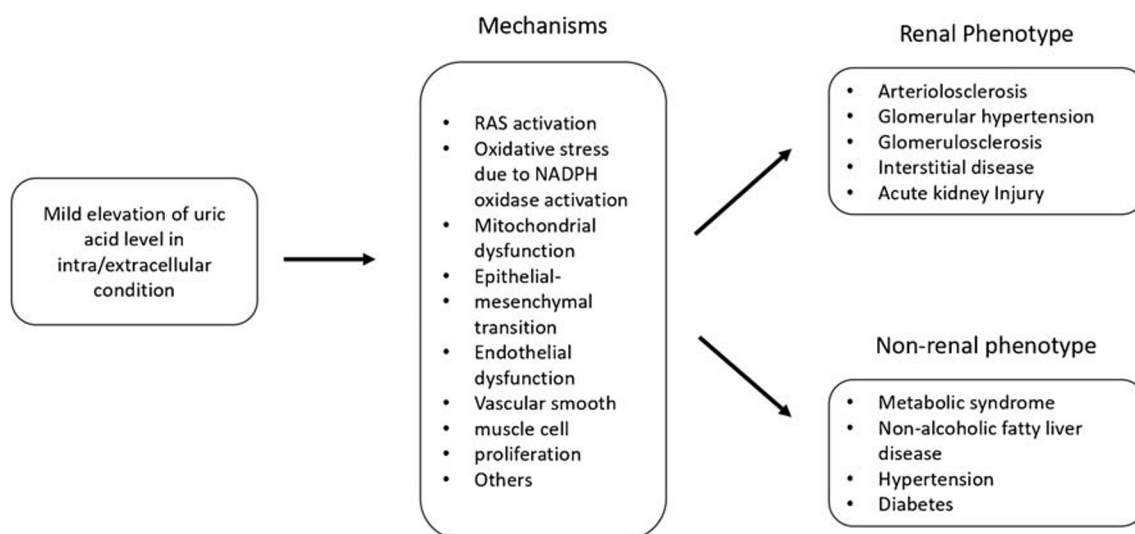 Mild elevation of uric
acid level in
intra/extracellular
condition
Mechanisms
• RAS activation
• Oxidative stress
due to NADPH
oxidase activation
• Mitochondrial
dysfunction
• Epithelial-
• mesenchymal
transition
• Endothelial
dysfunction
• Vascular smooth
• muscle cell
• proliferation
• Others
Renal Phenotype
• Arteriolosclerosis
• Glomerular hypertension
• Glomerulosclerosis
• Interstitial disease
• Acute kidney Injury
Non-renal phenotype
• Metabolic syndrome
• Non-alcoholic fatty liver
disease
• Hypertension
• Diabetes